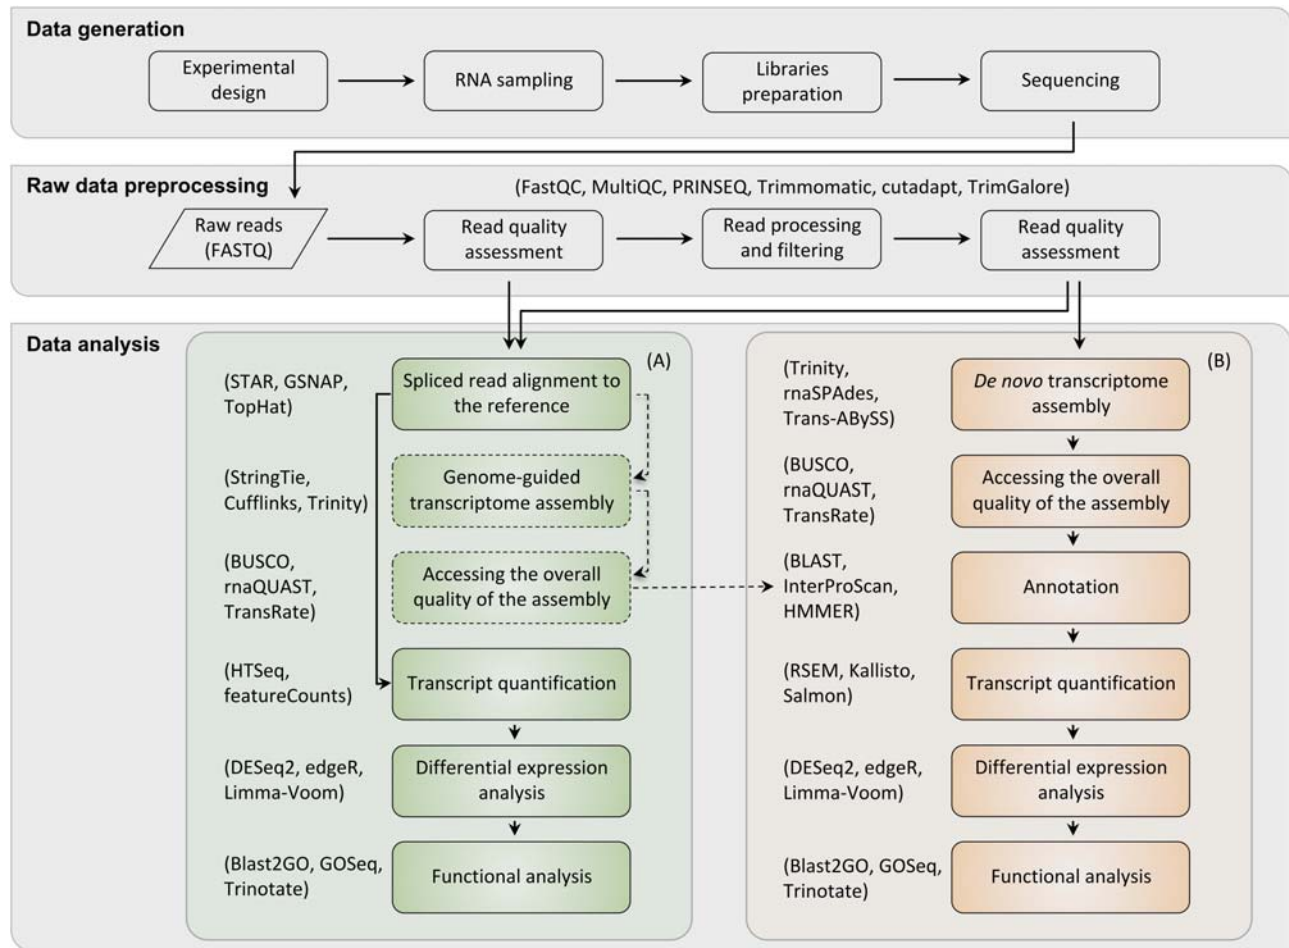 Data generation
Experimental
design
RNA sampling
Libraries
preparation
Sequencing
Raw data preprocessing
(FastQC, MultiQC, PRINSEQ, Trimmomatic, cutadapt, TrimGalore)
Raw reads
(FASTQ)
Read quality
assessment
Read processing
and filtering
Read quality
assessment
Data analysis
(A)
(STAR, GSNAP,
TopHat)
Spliced read alignment to
the reference
(StringTie,
Cufflinks, Trinity)
Genome-guided
transcriptome assembly
(BUSCO,
rnaQUAST,
TransRate)
Accessing the overall
quality of the assembly
(HTSeq,
featureCounts)
Transcript quantification
(DESeq2, edgeR,
Limma-Voom)
Differential expression
analysis
(Blast2GO, GOSeq,
Trinotate)
Functional analysis
(B)
(Trinity,
rnaSPAdes,
Trans-ABySS)
De novo transcriptome
assembly
(BUSCO,
rnaQUAST,
TransRate)
Accessing the overall
quality of the assembly
(BLAST,
InterProScan,
HMMER)
Annotation
(RSEM, Kallisto,
Salmon)
Transcript quantification
(DESeq2, edgeR,
Limma-Voom)
Differential expression
analysis
(Blast2GO, GOSeq,
Trinotate)
Functional analysis